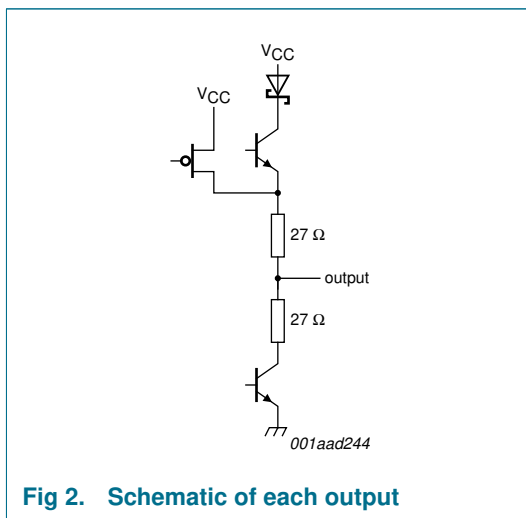 VCC
VCC
27 Ω
output
27 Ω
001aad244
Fig 2. Schematic of each output